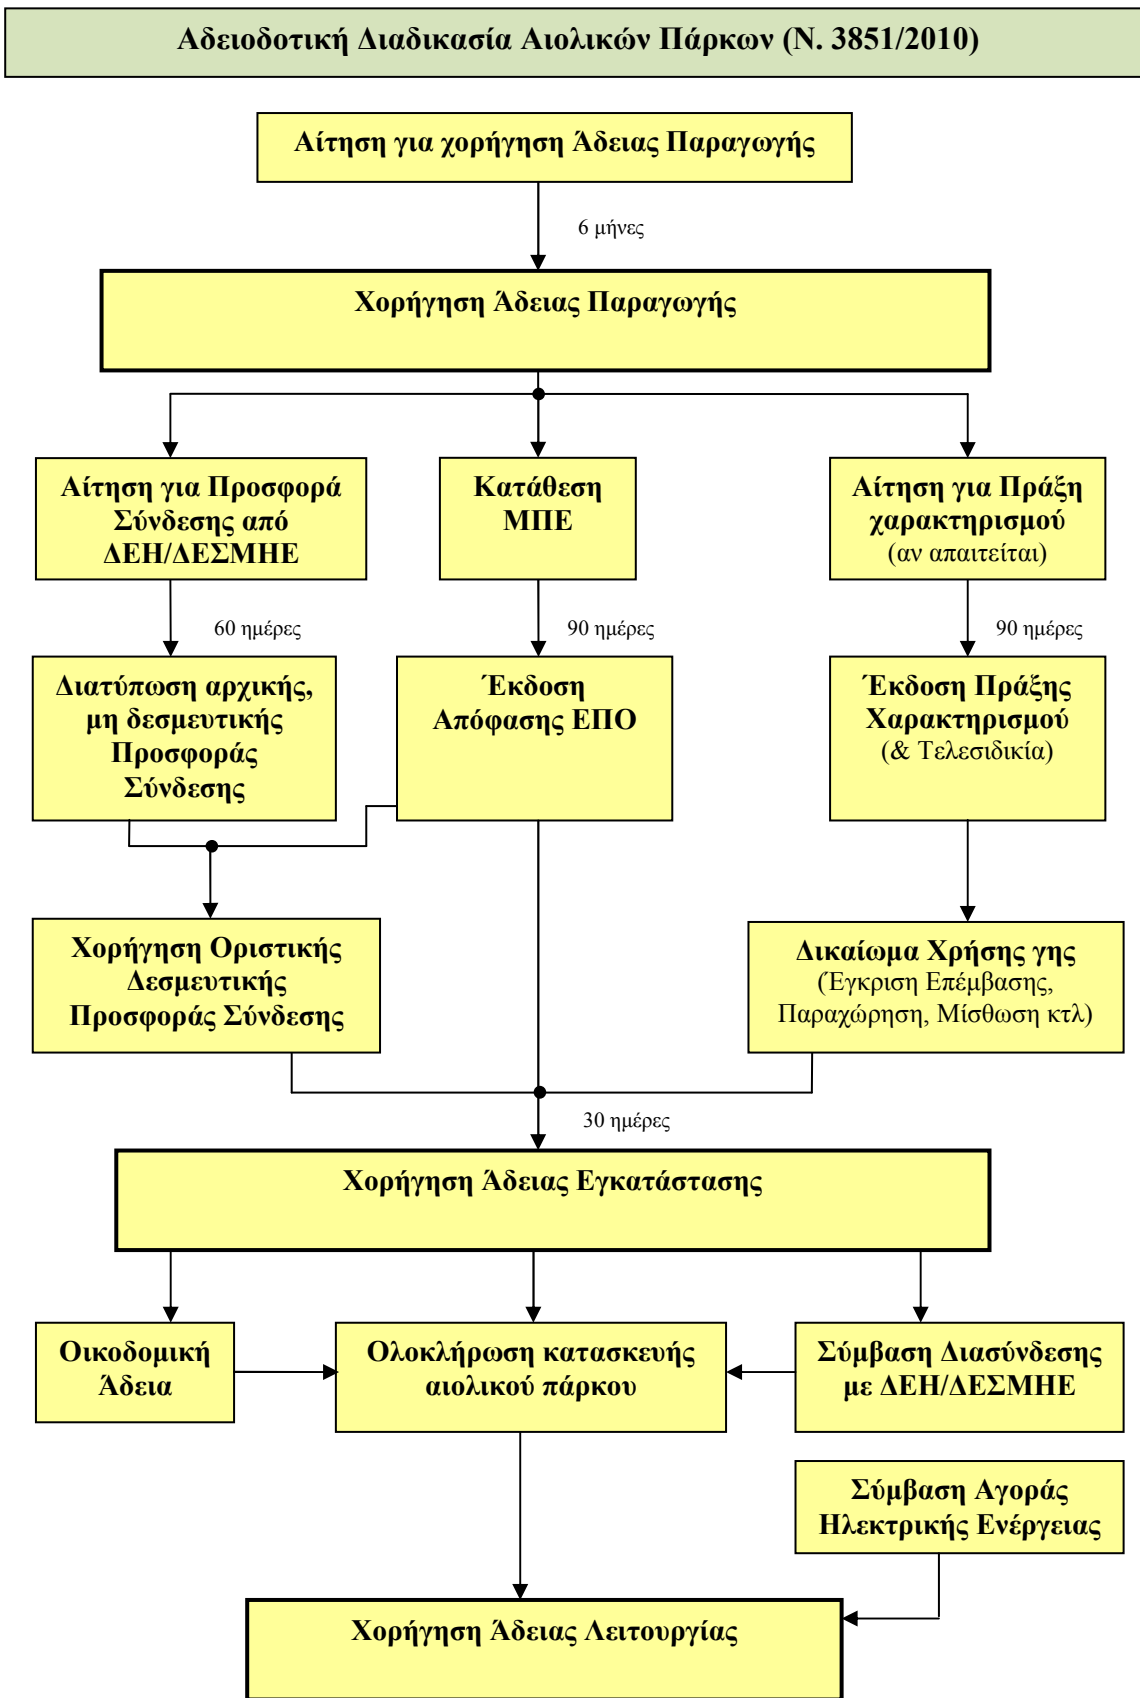 Αδειοδοτική Διαδικασία Αιολικών Πάρκων (Ν. 3851/2010)
Αίτηση για χορήγηση Άδειας Παραγωγής
6 μήνες
Χορήγηση Άδειας Παραγωγής
Αίτηση για Προσφορά
Σύνδεσης από
ΔΕΗ/ΔΕΣΜΗΕ
Κατάθεση
ΜΠΕ
Αίτηση για Πράξη
χαρακτηρισμού
(αν απαιτείται)
60 ημέρες
90 ημέρες
90 ημέρες
Διατύπωση αρχικής,
μη δεσμευτικής
Προσφοράς
Σύνδεσης
Έκδοση
Απόφασης ΕΠΟ
Έκδοση Πράξης
Χαρακτηρισμού
(& Τελεσιδικία)
Χορήγηση Οριστικής
Δεσμευτικής
Προσφοράς Σύνδεσης
Δικαίωμα Χρήσης γης
(Έγκριση Επέμβασης,
Παραχώρηση, Μίσθωση κτλ)
30 ημέρες
Χορήγηση Άδειας Εγκατάστασης
Οικοδομική
Άδεια
Ολοκλήρωση κατασκευής
αιολικού πάρκου
Σύμβαση Διασύνδεσης
με ΔΕΗ/ΔΕΣΜΗΕ
Σύμβαση Αγοράς
Ηλεκτρικής Ενέργειας
Χορήγηση Άδειας Λειτουργίας